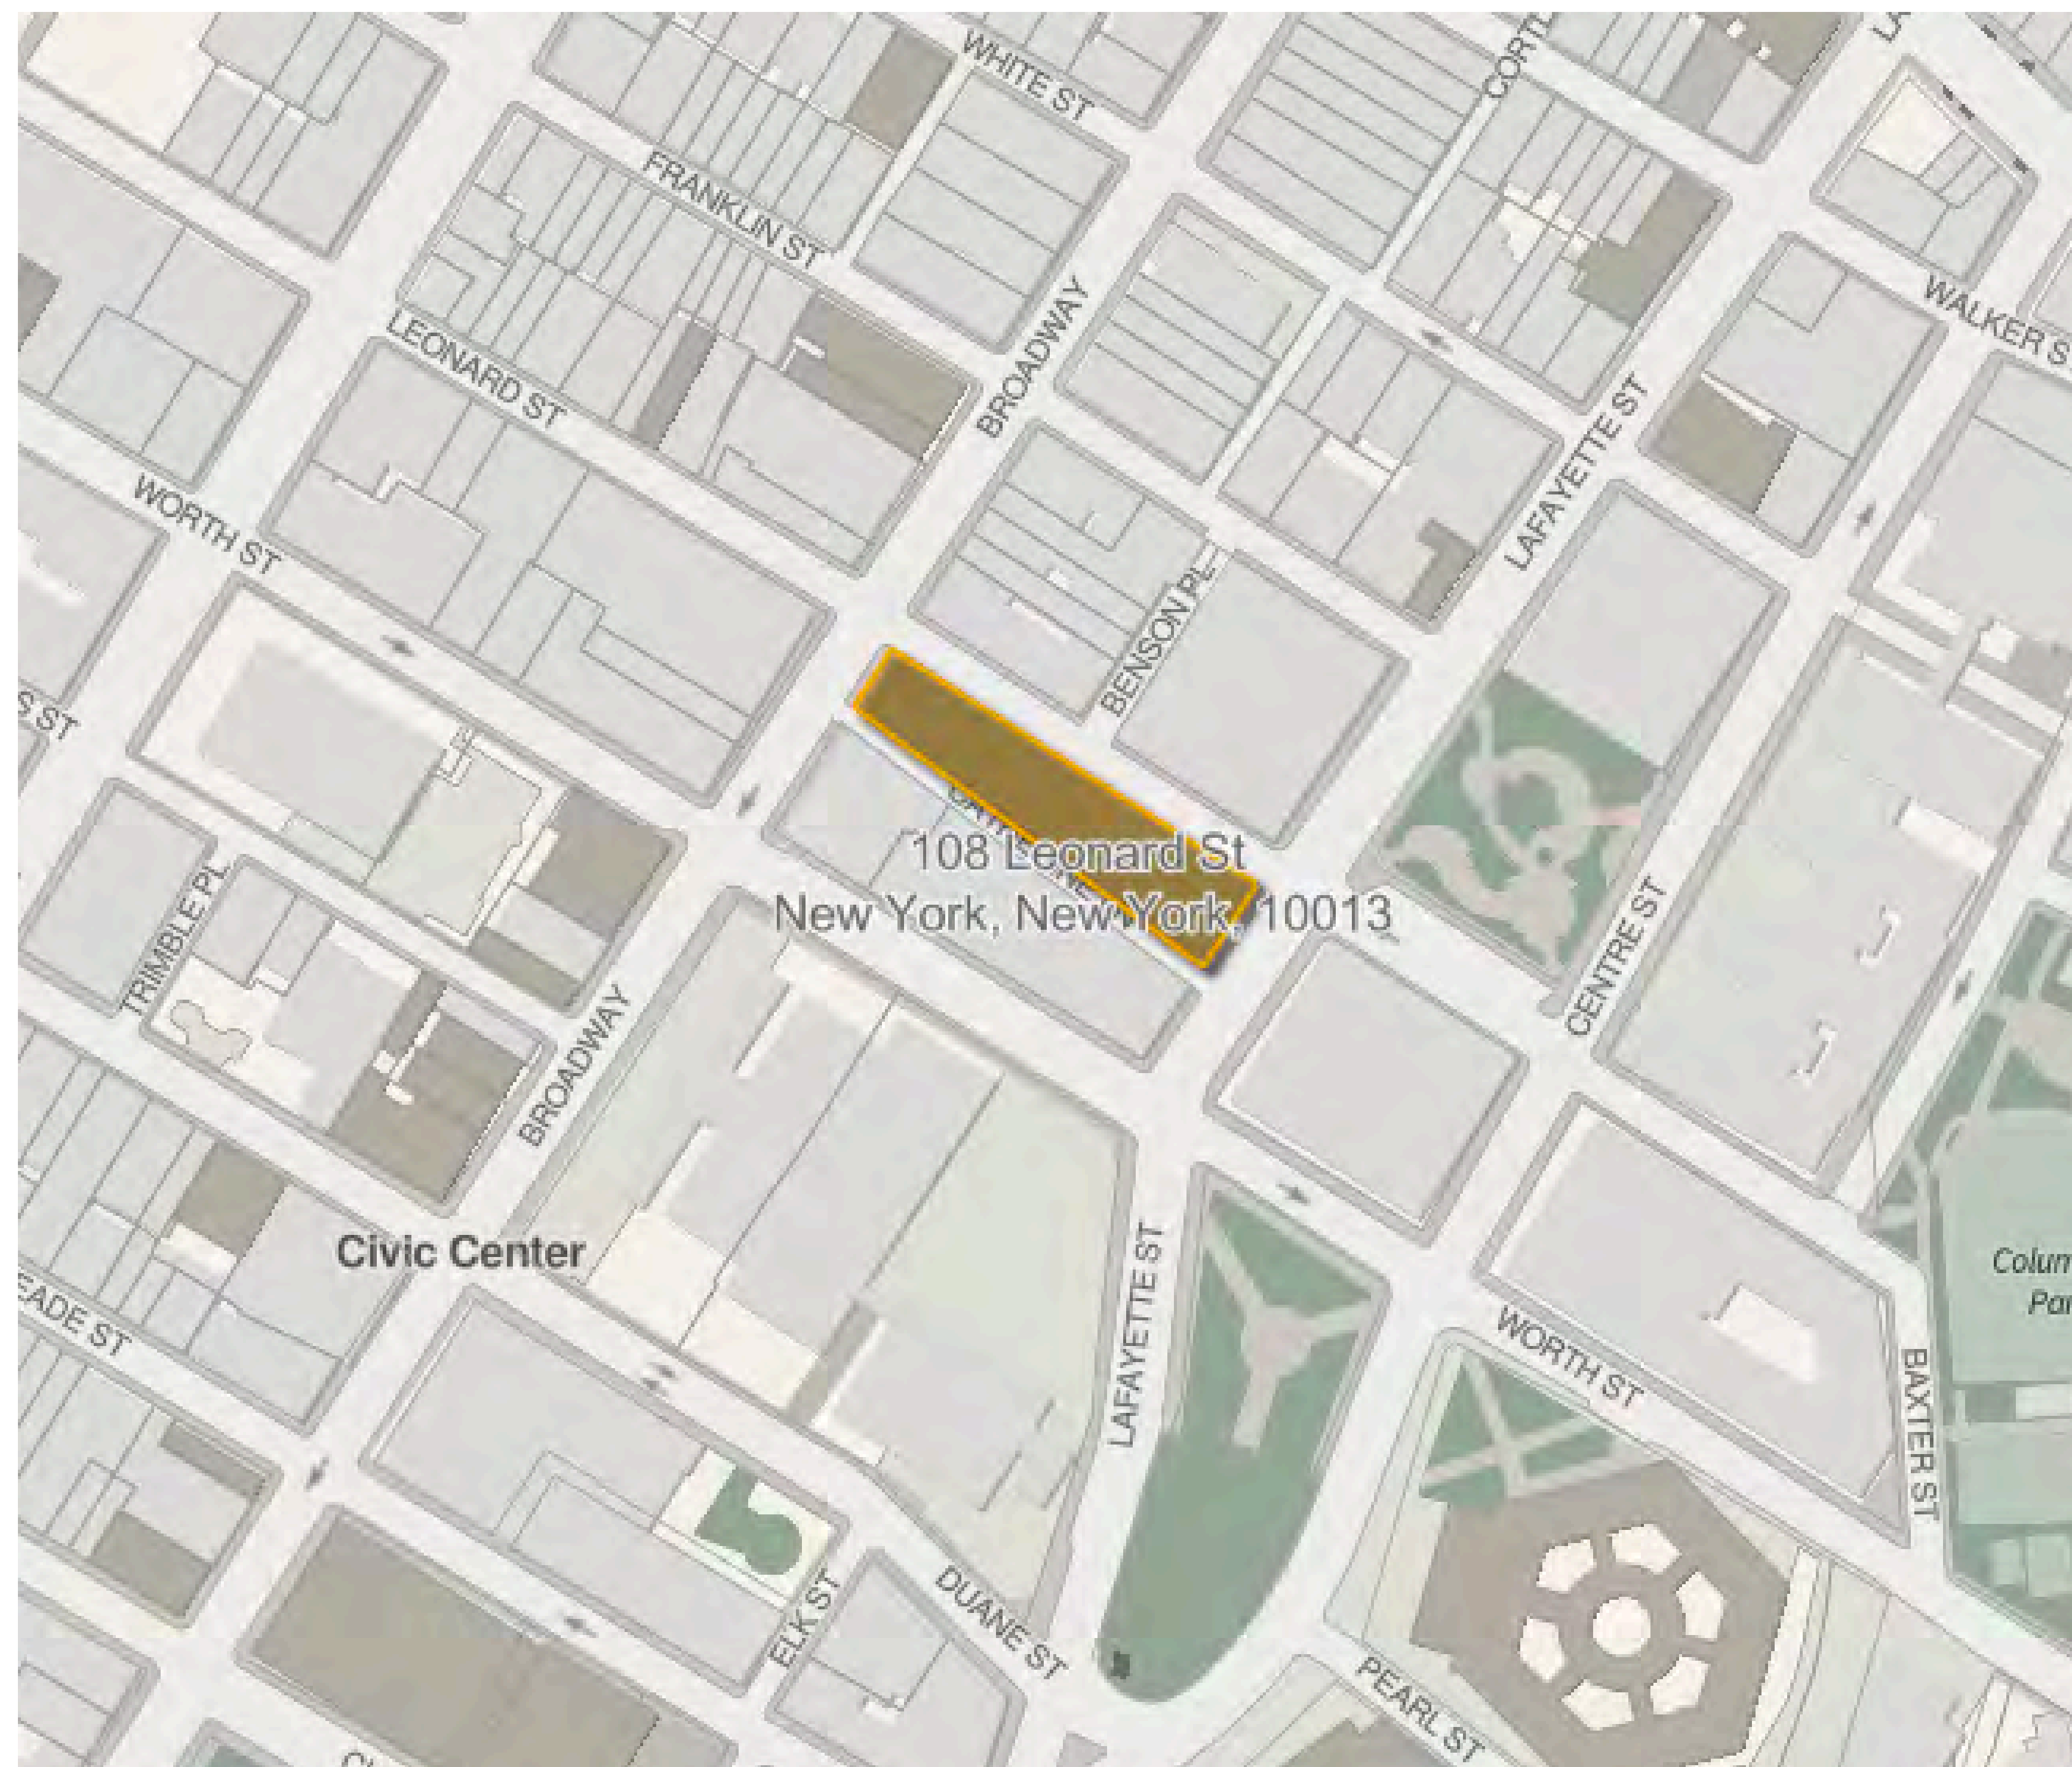 WHITE ST
FRANKLIN ST
BROADWAY
LEONARD ST
WALKER S
LAFAYETTE ST
WORTH ST
BENSON PL
S ST
108 Leonard St
New York, New York, 10013
TRIMBLE PL
CENTRE ST
BROADWAY
Civic Center
LAFAYETTE ST
Colum
Par
EADE ST
WORTH ST
BAXTER ST
ELK ST
DUANE ST
PEARL ST
CORTL
LA